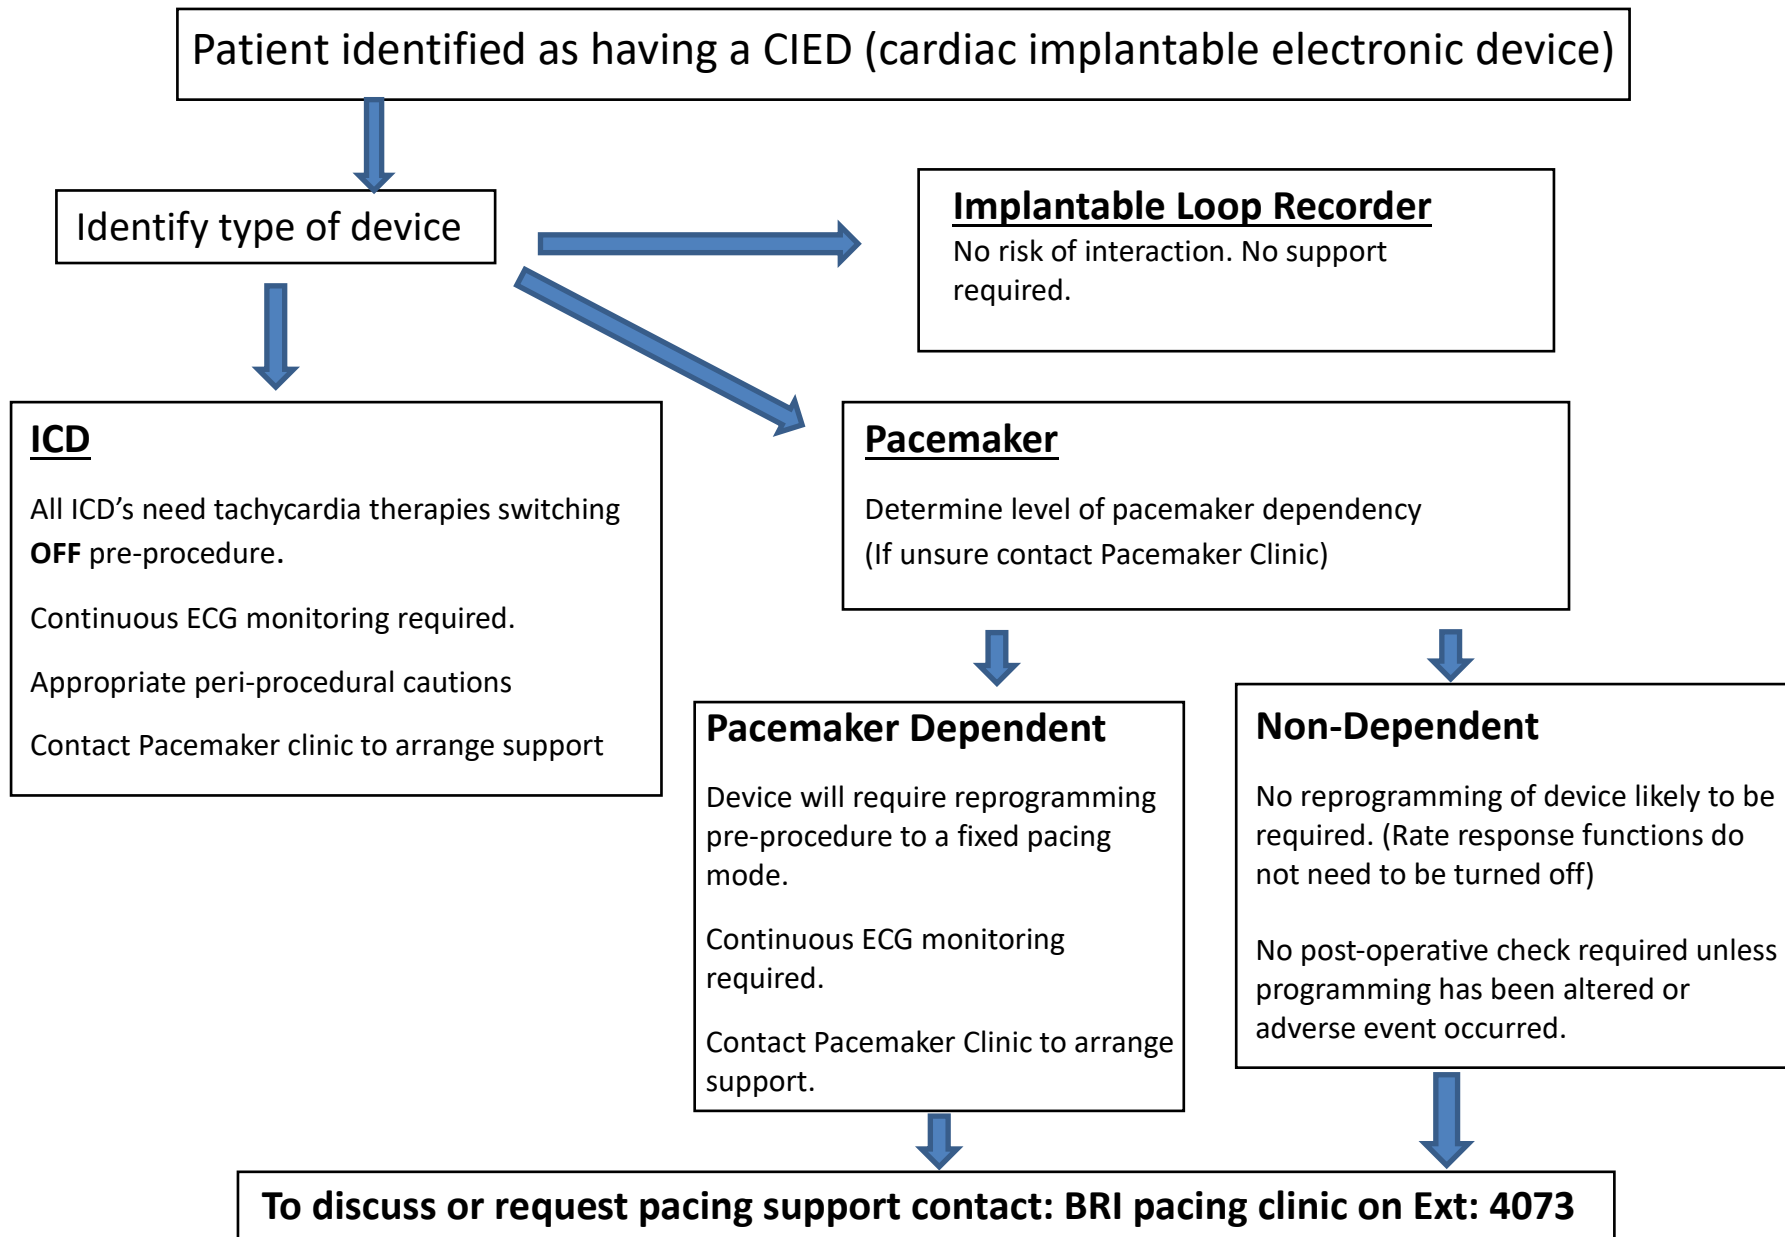 Patient identified as having a CIED (cardiac implantable electronic device)
Identify type of device
Implantable Loop Recorder
No risk of interaction. No support
required.
ICD
All ICD’s need tachycardia therapies switching
OFF pre-procedure.
Continuous ECG monitoring required.
Appropriate peri-procedural cautions
Contact Pacemaker clinic to arrange support
Pacemaker
Determine level of pacemaker dependency
(If unsure contact Pacemaker Clinic)
Pacemaker Dependent
Device will require reprogramming
pre-procedure to a fixed pacing
mode.
Continuous ECG monitoring
required.
Contact Pacemaker Clinic to arrange
support.
Non-Dependent
No reprogramming of device likely to be
required. (Rate response functions do
not need to be turned off)
No post-operative check required unless
programming has been altered or
adverse event occurred.
To discuss or request pacing support contact: BRI pacing clinic on Ext: 4073